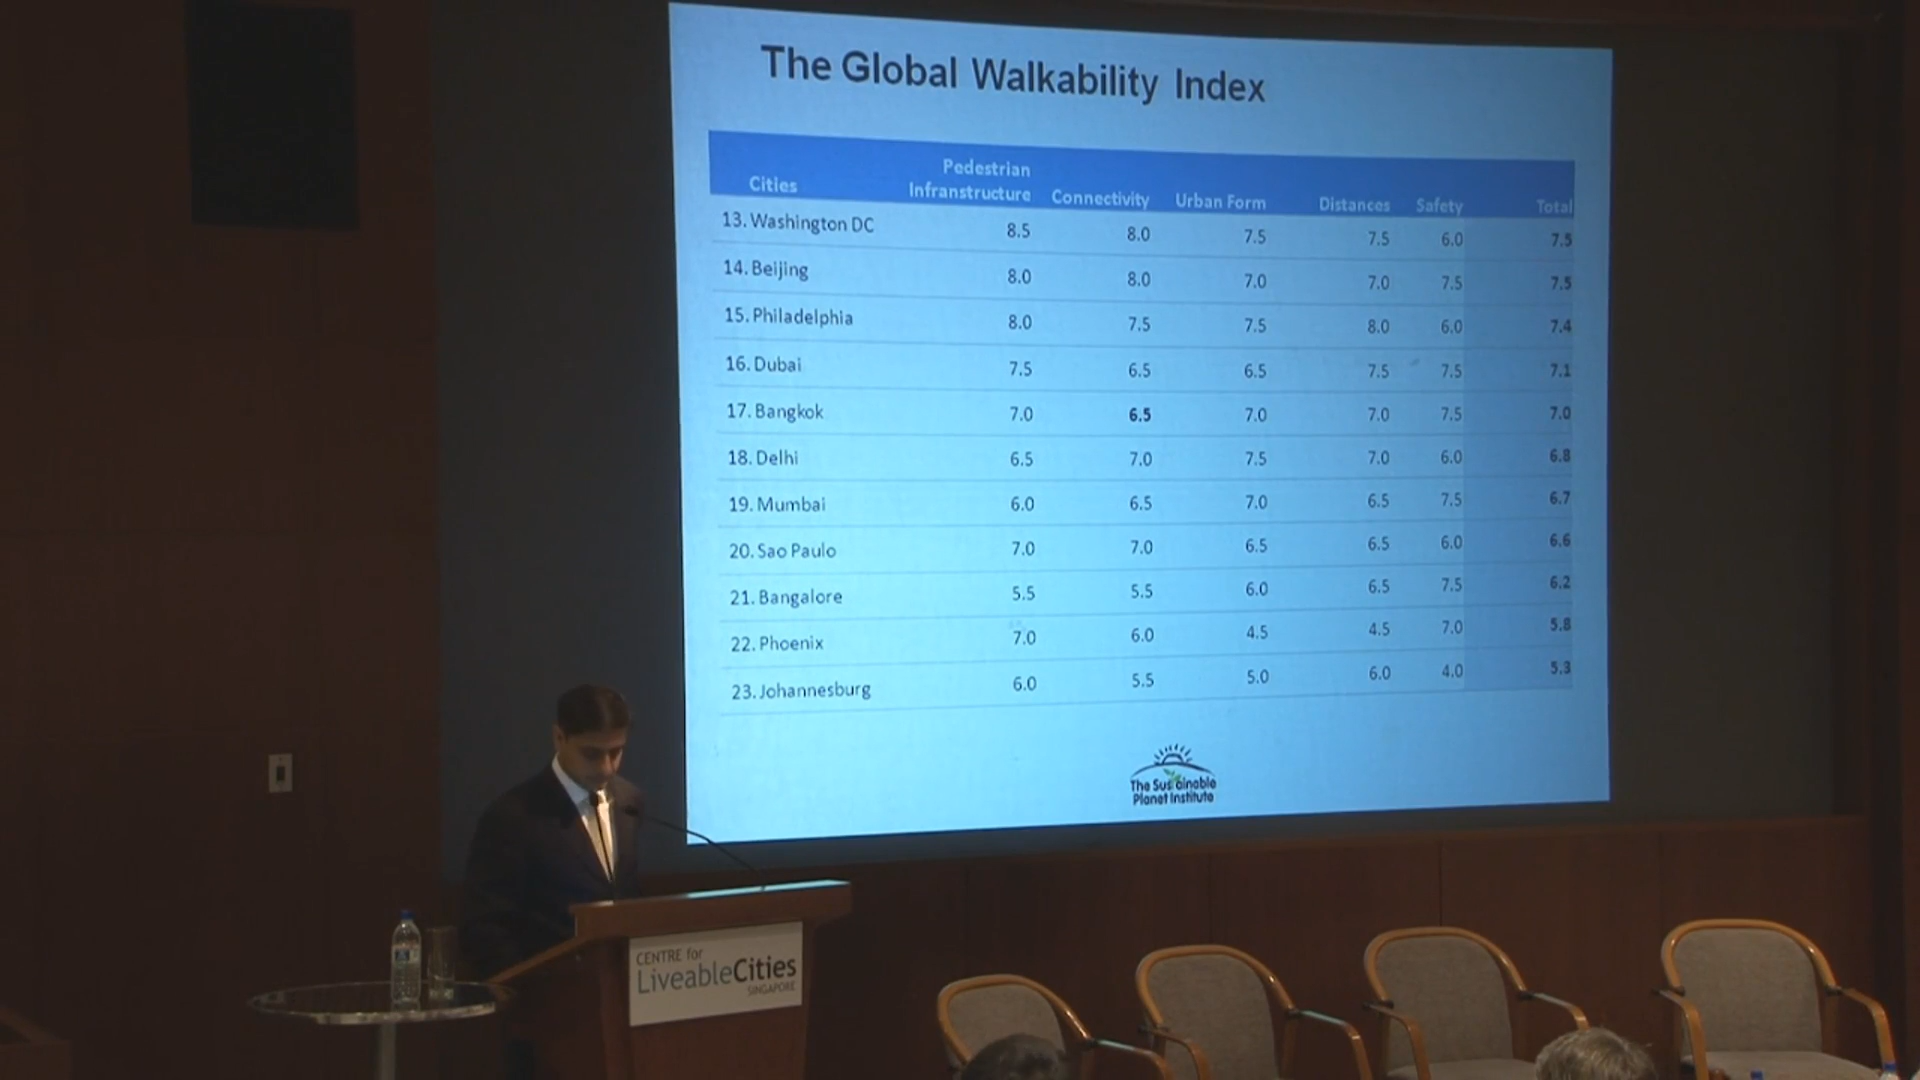 The Global Walkability Index
Pedestrian
Cities Infranstructure Connectivity Urban Form Distances Safety Total
13. Washington DC 8.5 8.0 7.5 7.5 6.0 7.5
14. Beijing 8.0 8.0 7.0 7.0 7.5 7.5
15. Philadelphia 8.0 7.5 7.5 8.0 6.0 7.4
16. Dubai 7.5 6.5 6.5 7.5 7.5 7.1
17. Bangkok 7.0 6.5 7.0 7.0 7.5 7.0
18. Delhi 6.5 7.0 7.5 7.0 6.0 6.8
19. Mumbai 6.0 6.5 7.0 6.5 7.5 6.7
20. Sao Paulo 7.0 7.0 6.5 6.5 6.0 6.6
21. Bangalore 5.5 5.5 6.0 6.5 7.5 6.2
22. Phoenix 7.0 6.0 4.5 4.5 7.0 5.8
23. Johannesburg 6.0 5.5 5.0 6.0 4.0 5.3
The Sustainable
Planet Institute
CENTRE for
LiveableCities
SINGAPORE